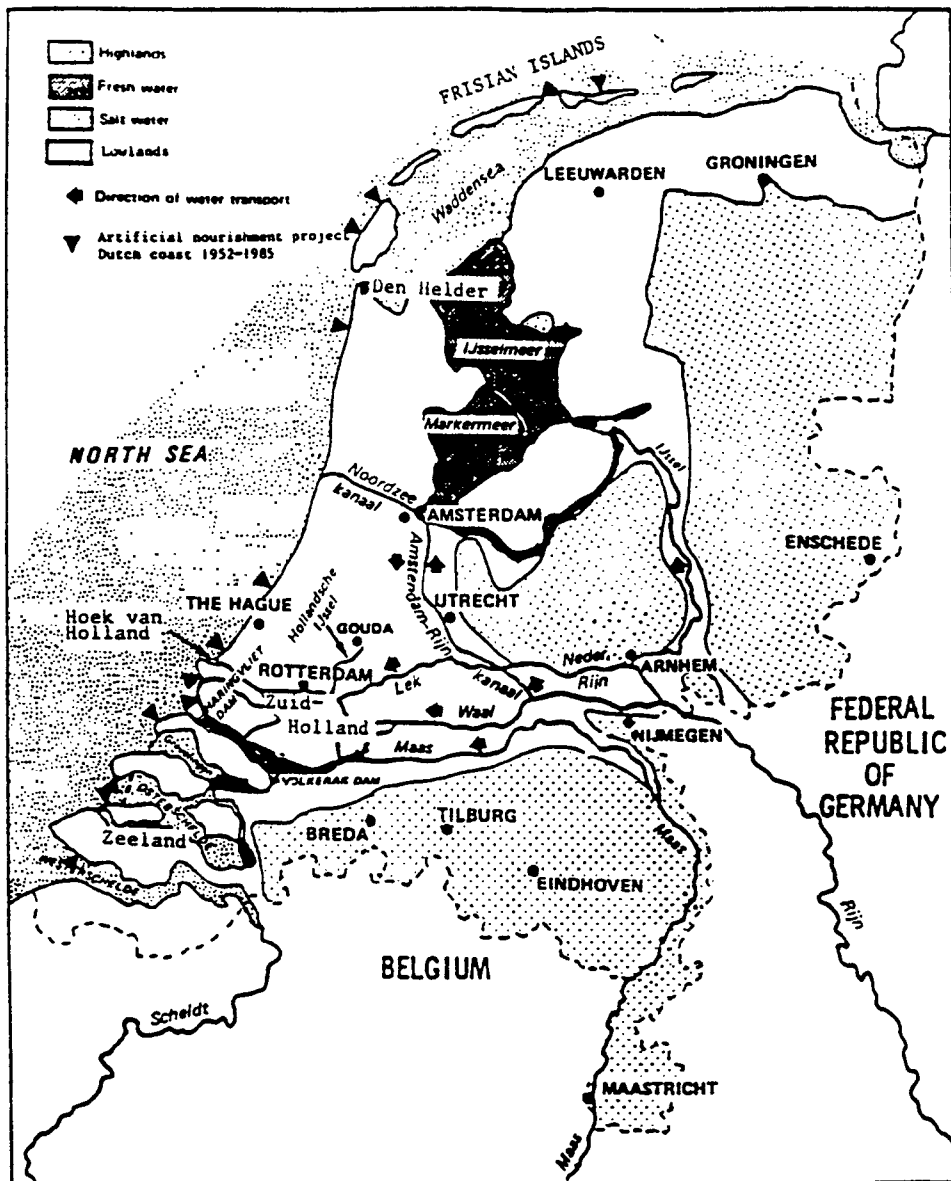 Highlands
Fresh water
Salt water
Lowlands
Direction of water transport
Artificial nourishment project
Dutch coast 1952-1985
FRISIAN ISLANDS
Waddensea
LEEUWARDEN
GRONINGEN
Den Helder
IJsselmeer
Markermeer
NORTH SEA
Noordzee
kanaal
AMSTERDAM
IJssel
ENSCHEDE
Amsterdam-Rijn
kanaal
UTRECHT
THE HAGUE
Hollandsche
IJssel
GOUDA
Hoek van
Holland
HARINGVLIET
DAM
ROTTERDAM
Lek
Neder
Rijn
ARNHEM
Zuid-
Holland
Waal
NIJMEGEN
Maas
VOLKERAK DAM
FEDERAL
REPUBLIC
OF
GERMANY
Zeeland
WESTERSCHELDE
BREDA
TILBURG
EINDHOVEN
Maas
Rijn
BELGIUM
Scheldt
MAASTRICHT
Maas